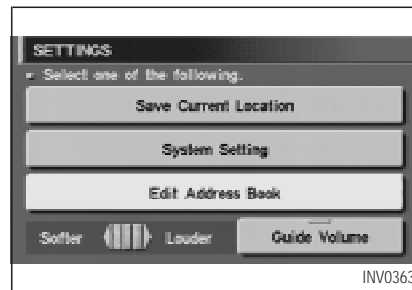 SETTINGS
Select one of the following.
Save Current Location
System Setting
Edit Address Book
Softer Louder Guide Volume
INV0363